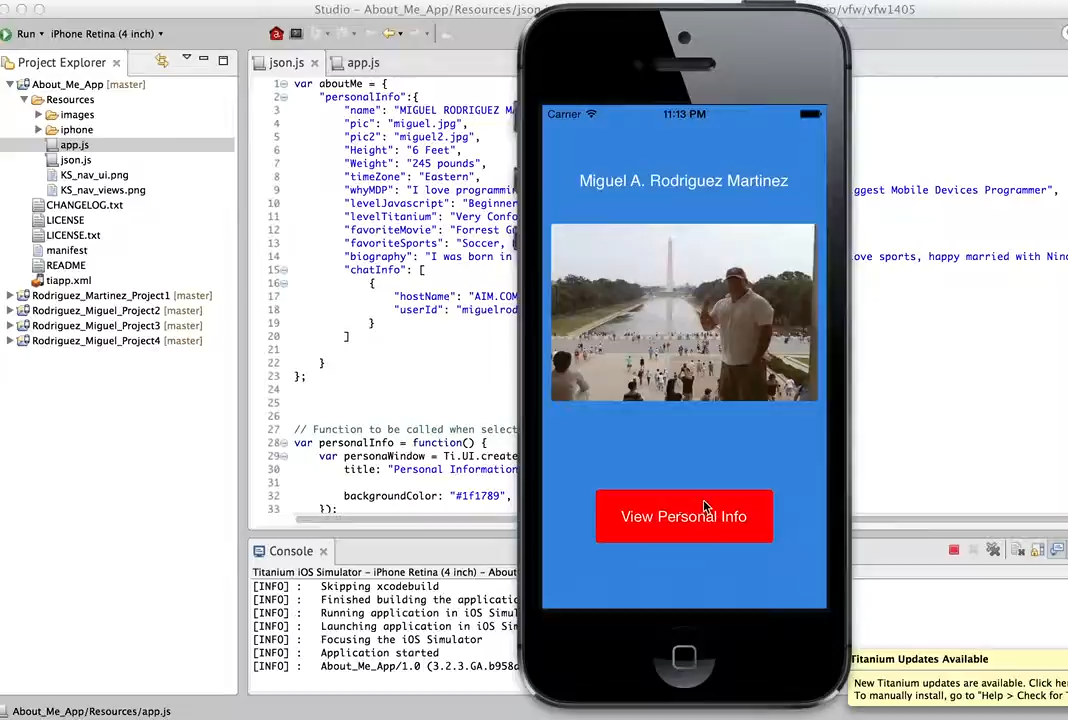 Studio - About_Me_App/Resources/json.
pp/vfw/vfw1405
Run
iPhone Retina (4 inch)
Project Explorer
About_Me_App [master]
Resources
images
iphone
app.js
json.js
KS_nav_ui.png
KS_nav_views.png
CHANGELOG.txt
LICENSE
LICENSE.txt
manifest
README
tiapp.xml
Rodriguez_Martinez_Project1 [master]
Rodriguez_Miguel_Project2 [master]
Rodriguez_Miguel_Project3 [master]
Rodriguez_Miguel_Project4 [master]
json.js
app.js
1 var aboutMe = {
2 "personalInfo":{
3 "name": "MIGUEL RODRIGUEZ MA
4 "pic": "miguel.jpg",
5 "pic2": "miguel2.jpg",
6 "Height": "6 Feet",
7 "Weight": "245 pounds",
8 "timeZone": "Eastern",
9 "whyMDP": "I love programmin ggest Mobile Devices Programmer",
10 "levelJavascript": "Beginner
11 "levelTitanium": "Very Confo
12 "favoriteMovie": "Forrest G
13 "favoriteSports": "Soccer,
14 "biography": "I was born in ove sports, happy married with Nin
15 "chatInfo": [
16 {
17 "hostName": "AIM.COM
18 "userId": "miguelrod
19 }
20 ]
21
22 }
23 };
24
25
26
27 // Function to be called when select
28 var personalInfo = function() {
29 var personaWindow = Ti.UI.create
30 title: "Personal Information
31
32 backgroundColor: "#1f1789",
33 });
Carrier
11:13 PM
Miguel A. Rodriguez Martinez
View Personal Info
Console
Titanium iOS Simulator - iPhone Retina (4 inch) - About
[INFO] : Skipping xcodebuild
[INFO] : Finished building the applicatio
[INFO] : Running application in iOS Simul
[INFO] : Launching application in iOS Sim
[INFO] : Focusing the iOS Simulator
[INFO] : Application started
[INFO] : About_Me_App/1.0 (3.2.3.GA.b958a
Titanium Updates Available
New Titanium updates are available. Click he
To manually install, go to "Help > Check for T
About_Me_App/Resources/app.js